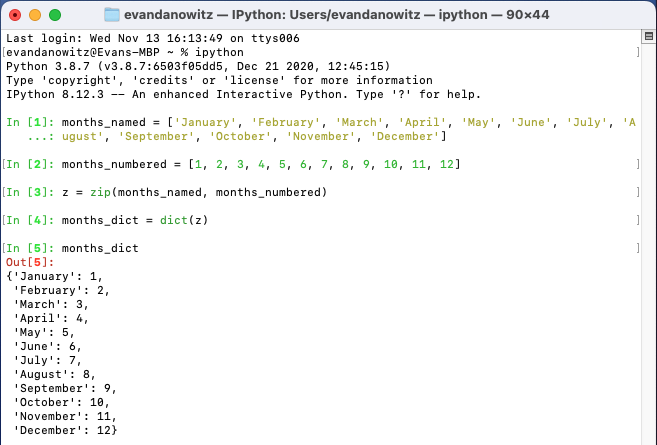 evandanowitz — IPython: Users/evandanowitz — ipython — 90×44
Last login: Wed Nov 13 16:13:49 on ttys006
[evandanowitz@Evans-MBP ~ % ipython ]
Python 3.8.7 (v3.8.7:6503f05dd5, Dec 21 2020, 12:45:15)
Type 'copyright', 'credits' or 'license' for more information
IPython 8.12.3 -- An enhanced Interactive Python. Type '?' for help.
In [1]: months_named = ['January', 'February', 'March', 'April', 'May', 'June', 'July', 'A
...: ugust', 'September', 'October', 'November', 'December']
[In [2]: months_numbered = [1, 2, 3, 4, 5, 6, 7, 8, 9, 10, 11, 12] ]
[In [3]: z = zip(months_named, months_numbered) ]
[In [4]: months_dict = dict(z) ]
[In [5]: months_dict ]
Out[5]:
{'January': 1,
'February': 2,
'March': 3,
'April': 4,
'May': 5,
'June': 6,
'July': 7,
'August': 8,
'September': 9,
'October': 10,
'November': 11,
'December': 12}